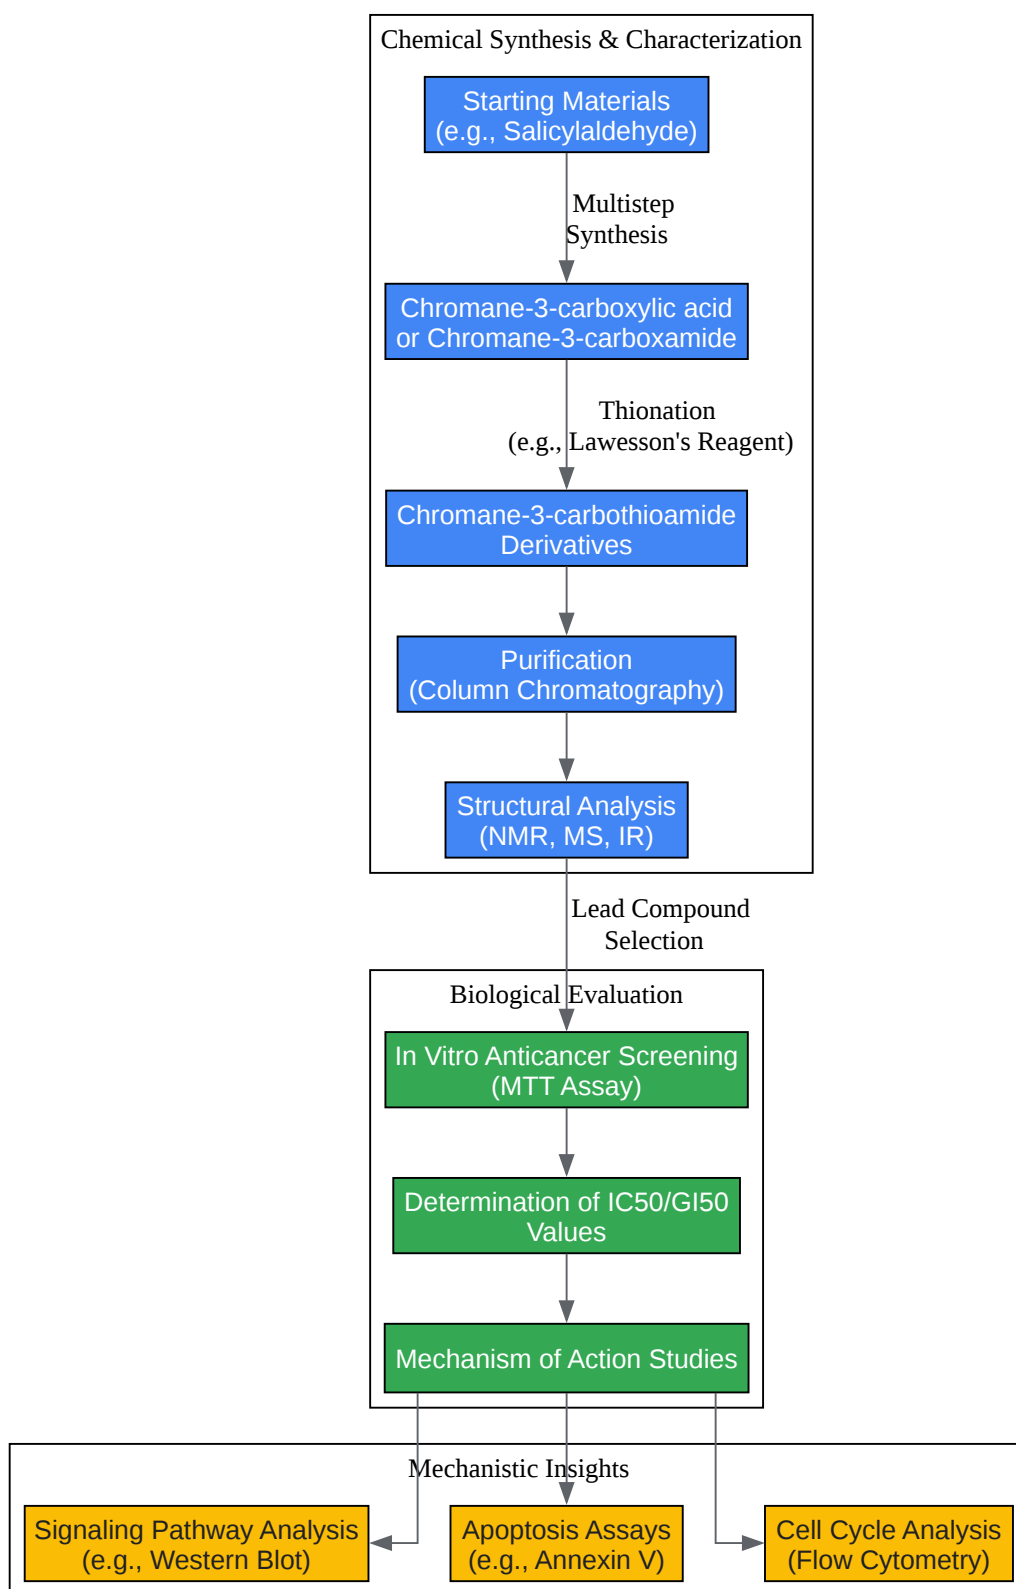 Chemical Synthesis & Characterization
Starting Materials
(e.g., Salicylaldehyde)
Multistep
Synthesis
Chromane-3-carboxylic acid
or Chromane-3-carboxamide
Thionation
(e.g., Lawesson's Reagent)
Chromane-3-carbothioamide
Derivatives
Purification
(Column Chromatography)
Structural Analysis
(NMR, MS, IR)
Lead Compound
Selection
Biological Evaluation
In Vitro Anticancer Screening
(MTT Assay)
Determination of IC50/GI50
Values
Mechanism of Action Studies
Mechanistic Insights
Signaling Pathway Analysis
(e.g., Western Blot)
Apoptosis Assays
(e.g., Annexin V)
Cell Cycle Analysis
(Flow Cytometry)